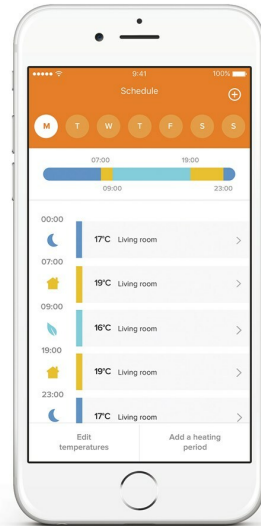 9:41
100%
Schedule
M T W T F S S
07:00 19:00
09:00 23:00
00:00
17°C Living room
07:00
19°C Living room
09:00
16°C Living room
19:00
19°C Living room
23:00
17°C Living room
Edit temperatures
Add a heating period